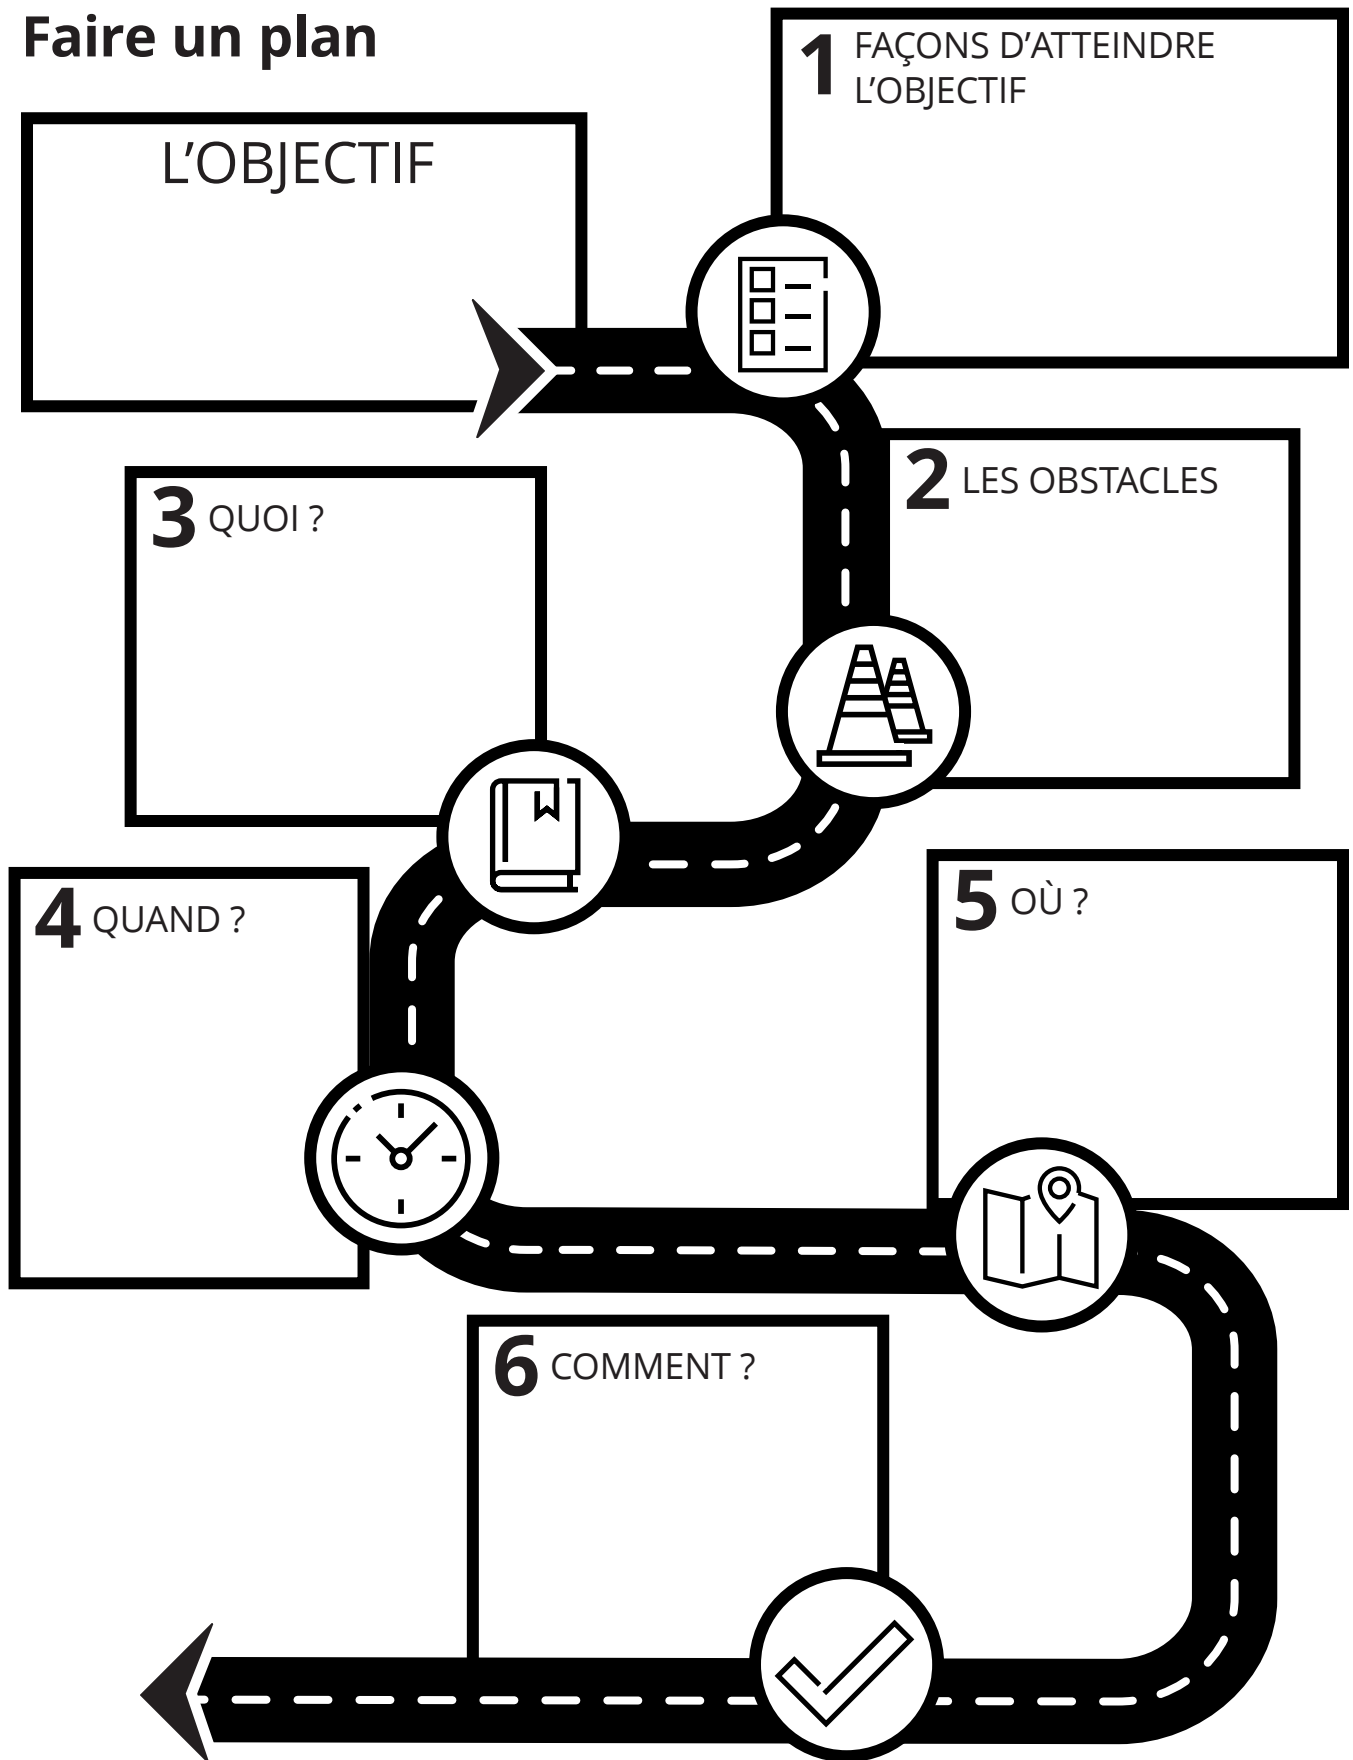 Faire un plan
L'OBJECTIF
1 FAÇONS D'ATTEINDRE
L'OBJECTIF
2 LES OBSTACLES
3 QUOI ?
4 QUAND ?
5 OÙ ?
6 COMMENT ?